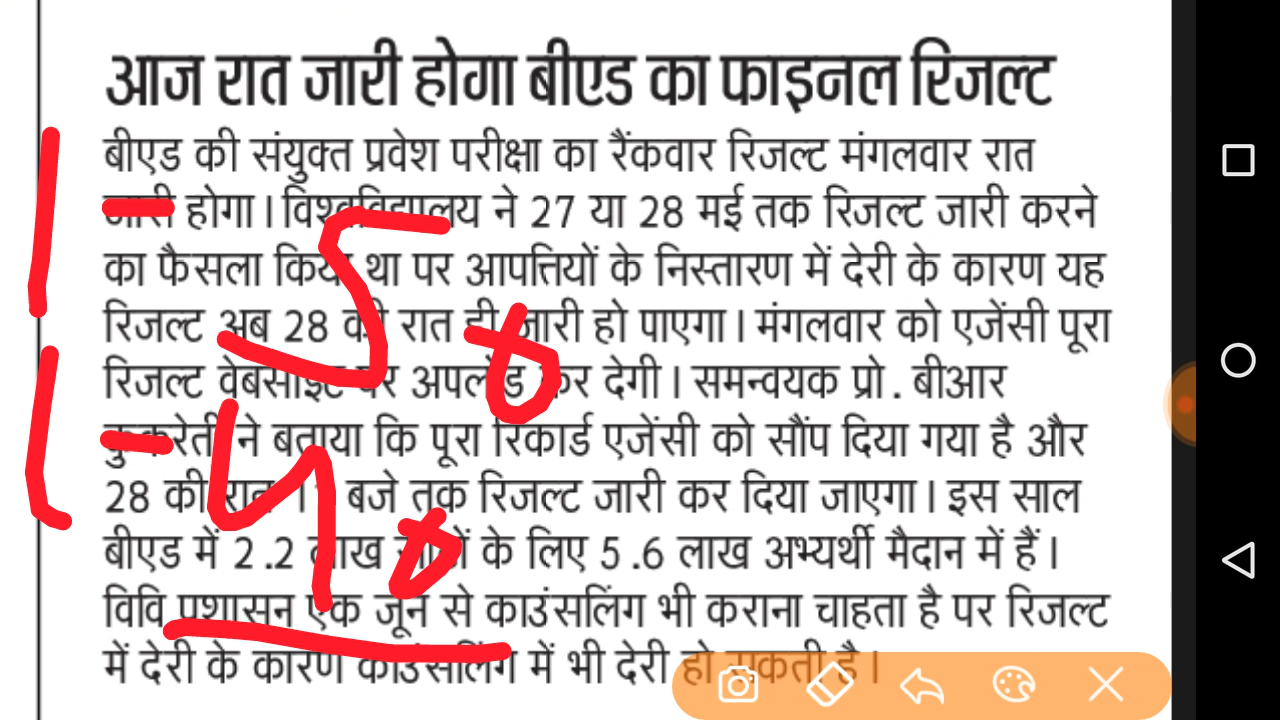 आज रात जारी होगा बीएड का फाइनल रिजल्ट
बीएड की संयुक्त प्रवेश परीक्षा का रैंकवार रिजल्ट मंगलवार रात
जारी होगा। विश्वविद्यालय ने 27 या 28 मई तक रिजल्ट जारी करने
का फैसला किया था पर आपत्तियों के निस्तारण में देरी के कारण यह
रिजल्ट अब 28 की रात ही जारी हो पाएगा। मंगलवार को एजेंसी पूरा
रिजल्ट वेबसाइट पर अपलोड कर देगी। समन्वयक प्रो. बीआर
कुकरेती ने बताया कि पूरा रिकार्ड एजेंसी को सौंप दिया गया है और
28 की रात बजे तक रिजल्ट जारी कर दिया जाएगा। इस साल
बीएड में 2.2 लाख के लिए 5.6 लाख अभ्यर्थी मैदान में हैं।
विवि प्रशासन एक जून से काउंसलिंग भी कराना चाहता है पर रिजल्ट
में देरी के कारण काउंसलिंग में भी देरी हो सकती है।